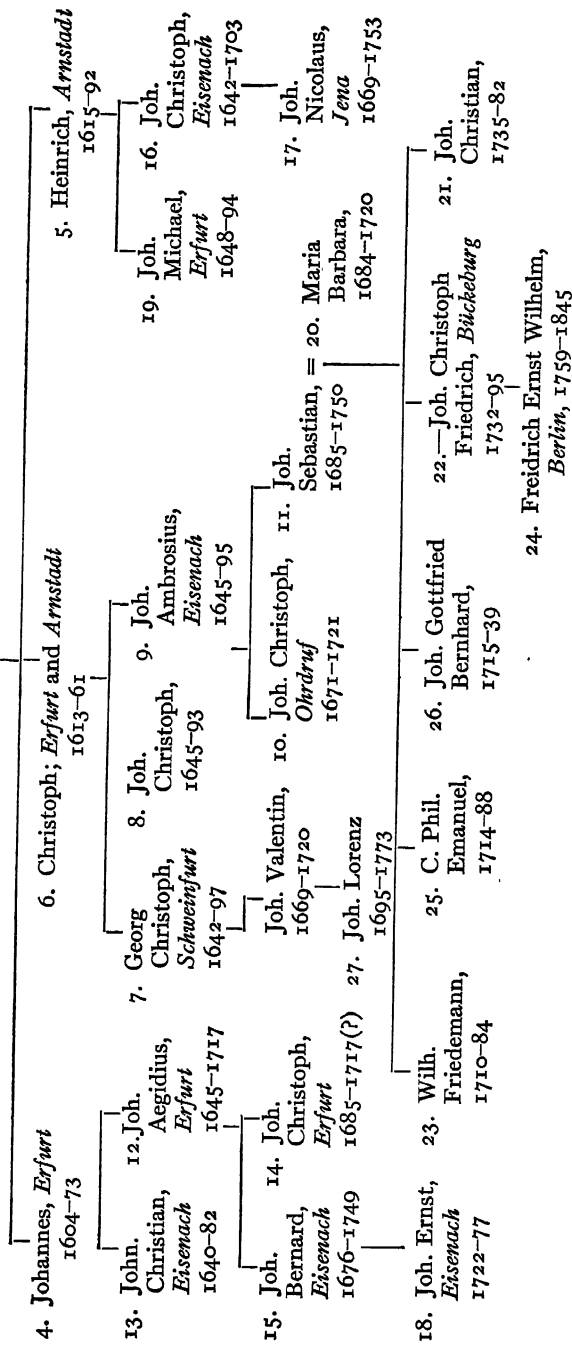 4. Johannes, Erfurt
1604–73
6. Christoph; Erfurt and Arnstadt
1613–61
5. Heinrich, Arnstadt
1615–92
13. John.
Christian,
Eisenach
1640–82
12.Joh.
Aegidius,
Erfurt
1645–1717
7. Georg
Christoph,
Schweinfurt
1642–97
8. Joh.
Christoph,
1645–93
9. Joh.
Ambrosius,
Eisenach
1645–95
19. Joh.
Michael,
Erfurt
1648–94
16. Joh.
Christoph,
Eisenach
1642–1703
15. Joh.
Bernard,
Eisenach
1676–1749
14. Joh.
Christoph,
Erfurt
1685–1717(?)
Joh. Valentin,
1669–1720
10. Joh. Christoph,
Ohrdruf
1671–1721
11. Joh.
Sebastian, = 20. Maria
1685–1750
Barbara,
1684–1720
17. Joh.
Nicolaus,
Jena
1669–1753
27. Joh. Lorenz
1695–1773
18. Joh. Ernst,
Eisenach
1722–77
23. Wilh.
Friedemann,
1710–84
25. C. Phil.
Emanuel,
1714–88
26. Joh. Gottfried
Bernhard,
1715–39
22.—Joh. Christoph
Friedrich, Bückeburg
1732–95
21. Joh.
Christian,
1735–82
24. Freidrich Ernst Wilhelm,
Berlin, 1759–1845